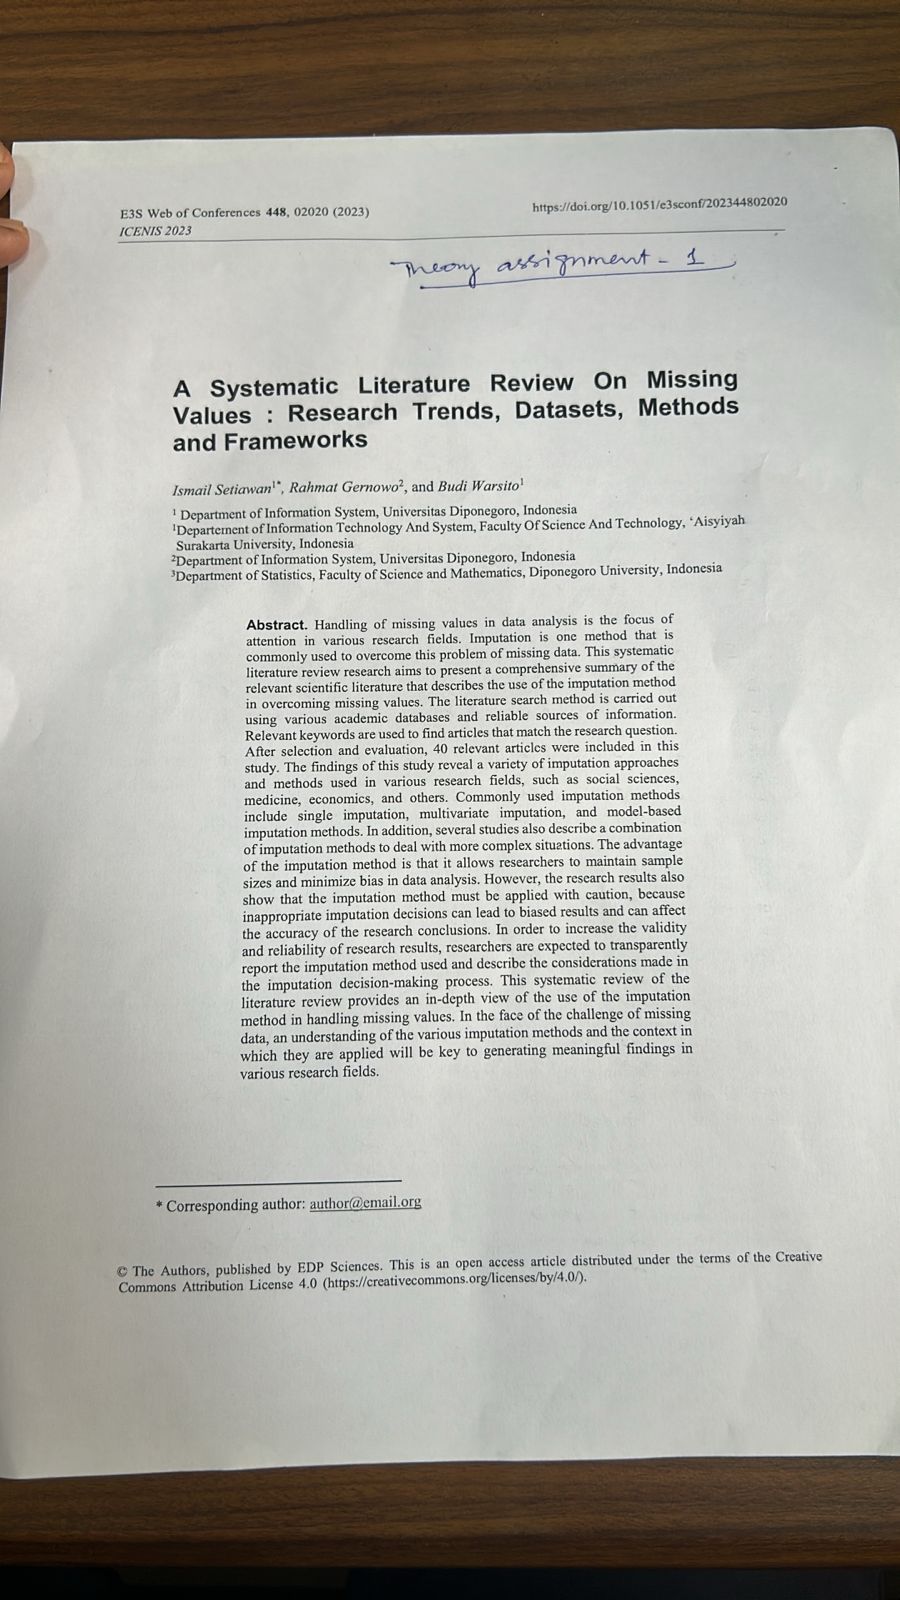 E3S Web of Conferences 448, 02020 (2023)
ICENIS 2023
https://doi.org/10.1051/e3sconf/202344802020
Theory assignment - 1
A Systematic Literature Review On Missing
Values : Research Trends, Datasets, Methods
and Frameworks
Ismail Setiawan1*, Rahmat Gernowo2, and Budi Warsito1
1 Department of Information System, Universitas Diponegoro, Indonesia
1Departement of Information Technology And System, Faculty Of Science And Technology, ‘Aisyiyah
Surakarta University, Indonesia
2Department of Information System, Universitas Diponegoro, Indonesia
3Department of Statistics, Faculty of Science and Mathematics, Diponegoro University, Indonesia
Abstract. Handling of missing values in data analysis is the focus of
attention in various research fields. Imputation is one method that is
commonly used to overcome this problem of missing data. This systematic
literature review research aims to present a comprehensive summary of the
relevant scientific literature that describes the use of the imputation method
in overcoming missing values. The literature search method is carried out
using various academic databases and reliable sources of information.
Relevant keywords are used to find articles that match the research question.
After selection and evaluation, 40 relevant articles were included in this
study. The findings of this study reveal a variety of imputation approaches
and methods used in various research fields, such as social sciences,
medicine, economics, and others. Commonly used imputation methods
include single imputation, multivariate imputation, and model-based
imputation methods. In addition, several studies also describe a combination
of imputation methods to deal with more complex situations. The advantage
of the imputation method is that it allows researchers to maintain sample
sizes and minimize bias in data analysis. However, the research results also
show that the imputation method must be applied with caution, because
inappropriate imputation decisions can lead to biased results and can affect
the accuracy of the research conclusions. In order to increase the validity
and reliability of research results, researchers are expected to transparently
report the imputation method used and describe the considerations made in
the imputation decision-making process. This systematic review of the
literature review provides an in-depth view of the use of the imputation
method in handling missing values. In the face of the challenge of missing
data, an understanding of the various imputation methods and the context in
which they are applied will be key to generating meaningful findings in
various research fields.
* Corresponding author: author@email.org
© The Authors, published by EDP Sciences. This is an open access article distributed under the terms of the Creative
Commons Attribution License 4.0 (https://creativecommons.org/licenses/by/4.0/).